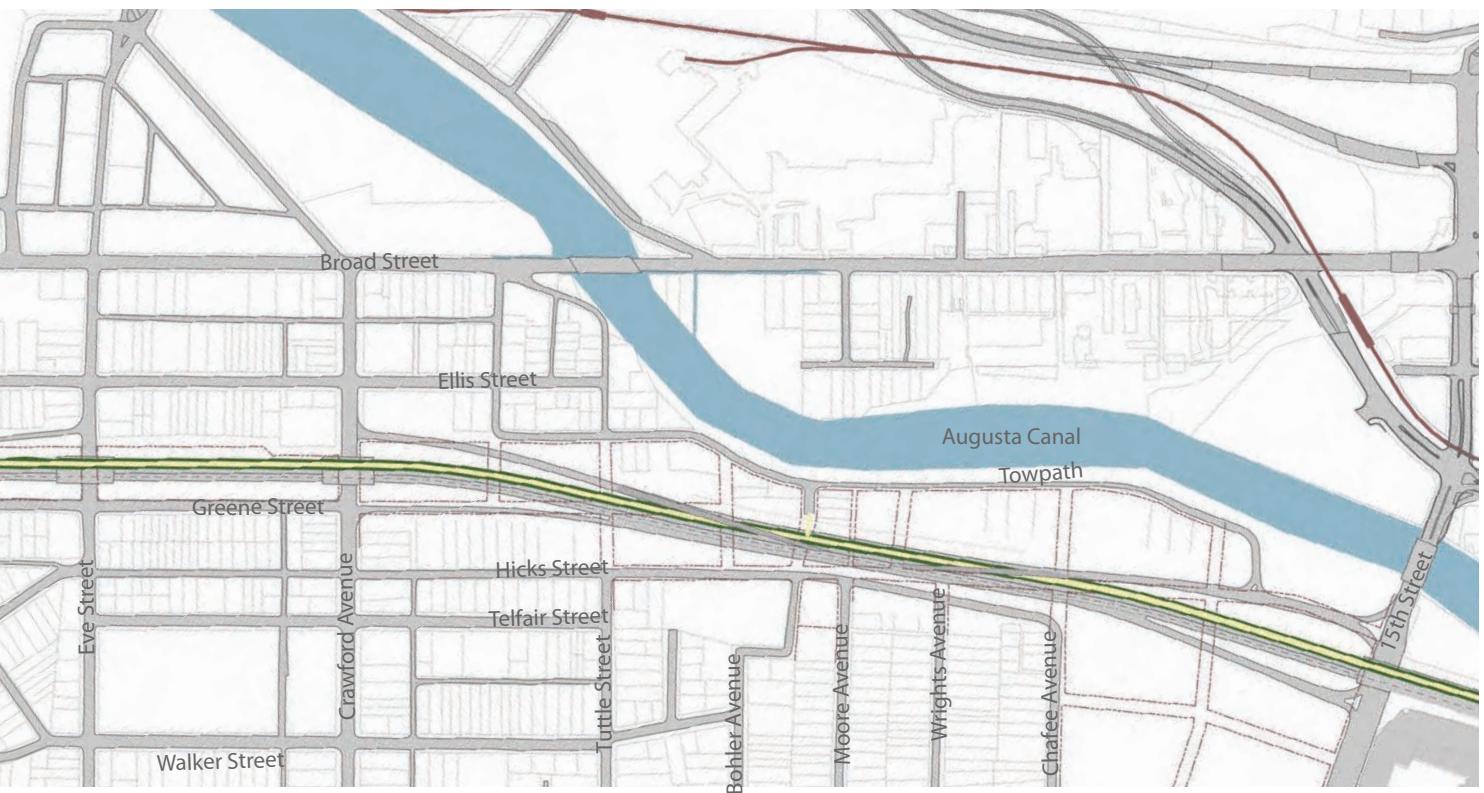 Broad Street
Ellis Street
Augusta Canal
Towpath
Greene Street
Hicks Street
Telfair Street
Walker Street
Eve Street
Crawford Avenue
Tuttle Street
Bohler Avenue
Moore Avenue
Wrights Avenue
Chafee Avenue
15th Street